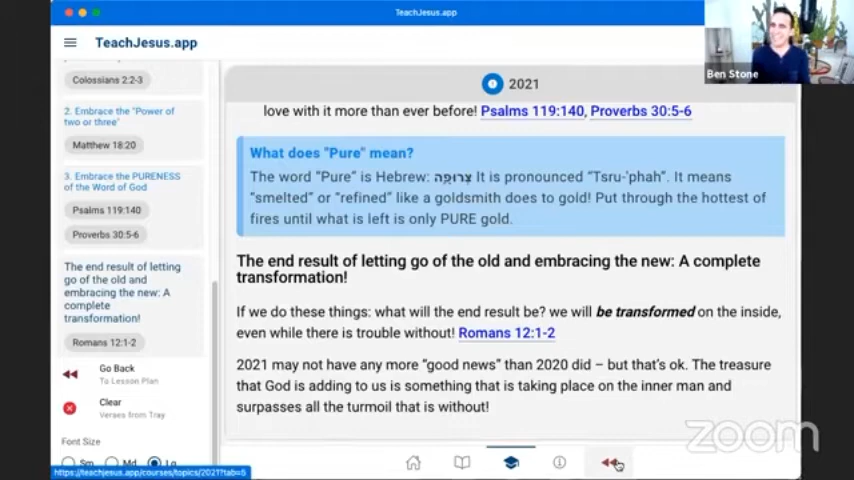 TeachJesus.app
TeachJesus.app
Ben Stone
Colossians 2:2-3
2. Embrace the "Power of
two or three"
Matthew 18:20
3. Embrace the PURENESS
of the Word of God
Psalms 119:140
Proverbs 30:5-6
The end result of letting
go of the old and
embracing the new: A
complete
transformation!
Romans 12:1-2
Go Back
To Lesson Plan
Clear
Verses from Tray
Font Size
Sm Md Lg
https://teachjesus.app/courses/topics/2021?tab=5
2021
love with it more than ever before! Psalms 119:140, Proverbs 30:5-6
What does "Pure" mean?
The word “Pure” is Hebrew: צְרוּפָ֖ה It is pronounced “Tsru-'phah”. It means
“smelted” or “refined” like a goldsmith does to gold! Put through the hottest of
fires until what is left is only PURE gold.
The end result of letting go of the old and embracing the new: A complete
transformation!
If we do these things: what will the end result be? we will be transformed on the inside,
even while there is trouble without! Romans 12:1-2
2021 may not have any more “good news” than 2020 did – but that's ok. The treasure
that God is adding to us is something that is taking place on the inner man and
surpasses all the turmoil that is without!
zoom